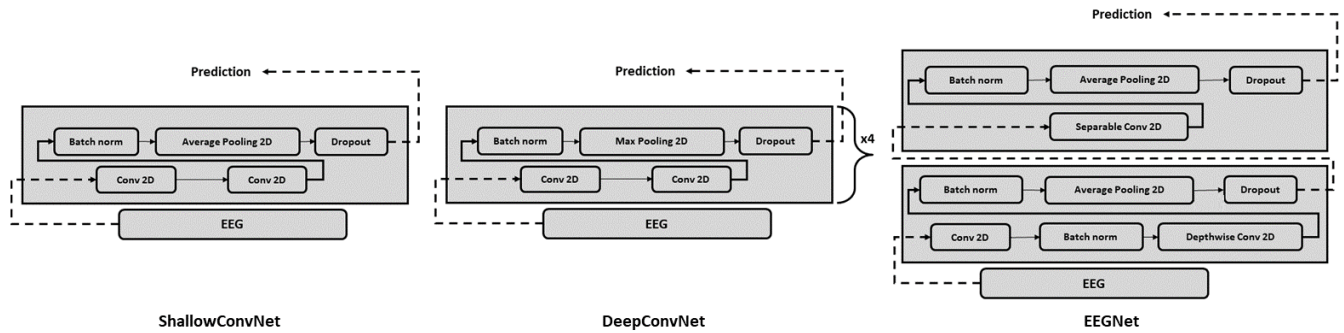 Prediction
Batch norm
Average Pooling 2D
Dropout
Conv 2D
Conv 2D
EEG
ShallowConvNet
Prediction
Batch norm
Max Pooling 2D
Dropout
x4
Conv 2D
Conv 2D
EEG
DeepConvNet
Prediction
Batch norm
Average Pooling 2D
Dropout
Separable Conv 2D
Batch norm
Average Pooling 2D
Dropout
Conv 2D
Batch norm
Depthwise Conv 2D
EEG
EEGNet